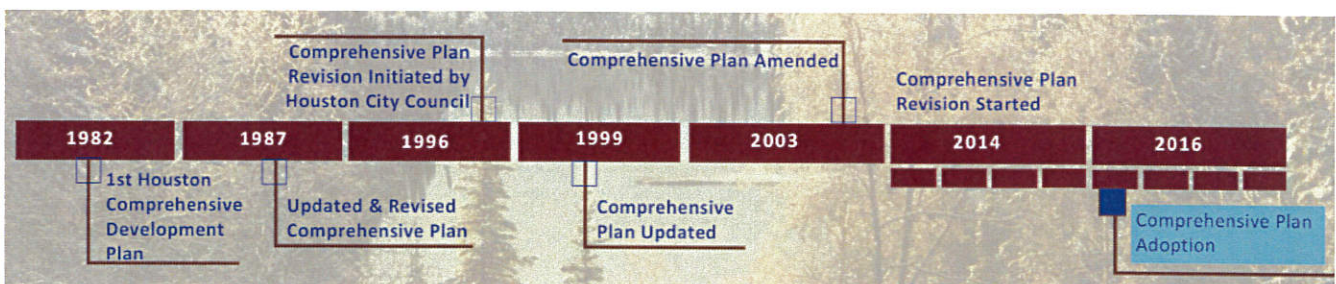 Comprehensive Plan
Revision Initiated by
Houston City Council
Comprehensive Plan Amended
Comprehensive Plan
Revision Started
1982
1987
1996
1999
2003
2014
2016
1st Houston
Comprehensive
Development
Plan
Updated & Revised
Comprehensive Plan
Comprehensive
Plan Updated
Comprehensive Plan
Adoption